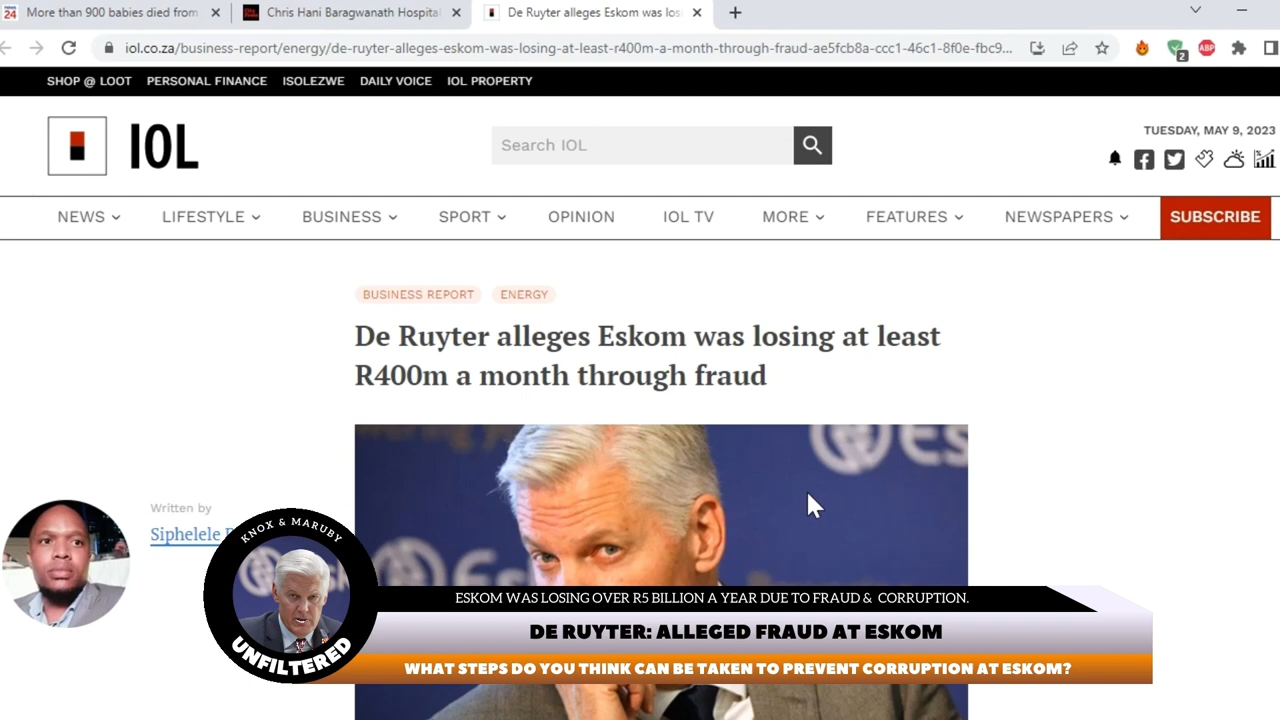 NEWS 24
More than 900 babies died from
Chris Hani Baragwanath Hospital
De Ruyter alleges Eskom was los
iol.co.za/business-report/energy/de-ruyter-alleges-eskom-was-losing-at-least-r400m-a-month-through-fraud-ae5fcb8a-ccc1-46c1-8f0e-fbc9...
2
ABP
SHOP @ LOOT PERSONAL FINANCE ISOLEZWE DAILY VOICE IOL PROPERTY
IOL
Search IOL
TUESDAY, MAY 9, 2023
NEWS LIFESTYLE BUSINESS SPORT OPINION IOL TV MORE FEATURES NEWSPAPERS SUBSCRIBE
BUSINESS REPORT ENERGY
De Ruyter alleges Eskom was losing at least
R400m a month through fraud
Es
Written by
Siphelele
KNOX & MARUBY
UNFILTERED
ESKOM WAS LOSING OVER R5 BILLION A YEAR DUE TO FRAUD & CORRUPTION.
DE RUYTER: ALLEGED FRAUD AT ESKOM
WHAT STEPS DO YOU THINK CAN BE TAKEN TO PREVENT CORRUPTION AT ESKOM?